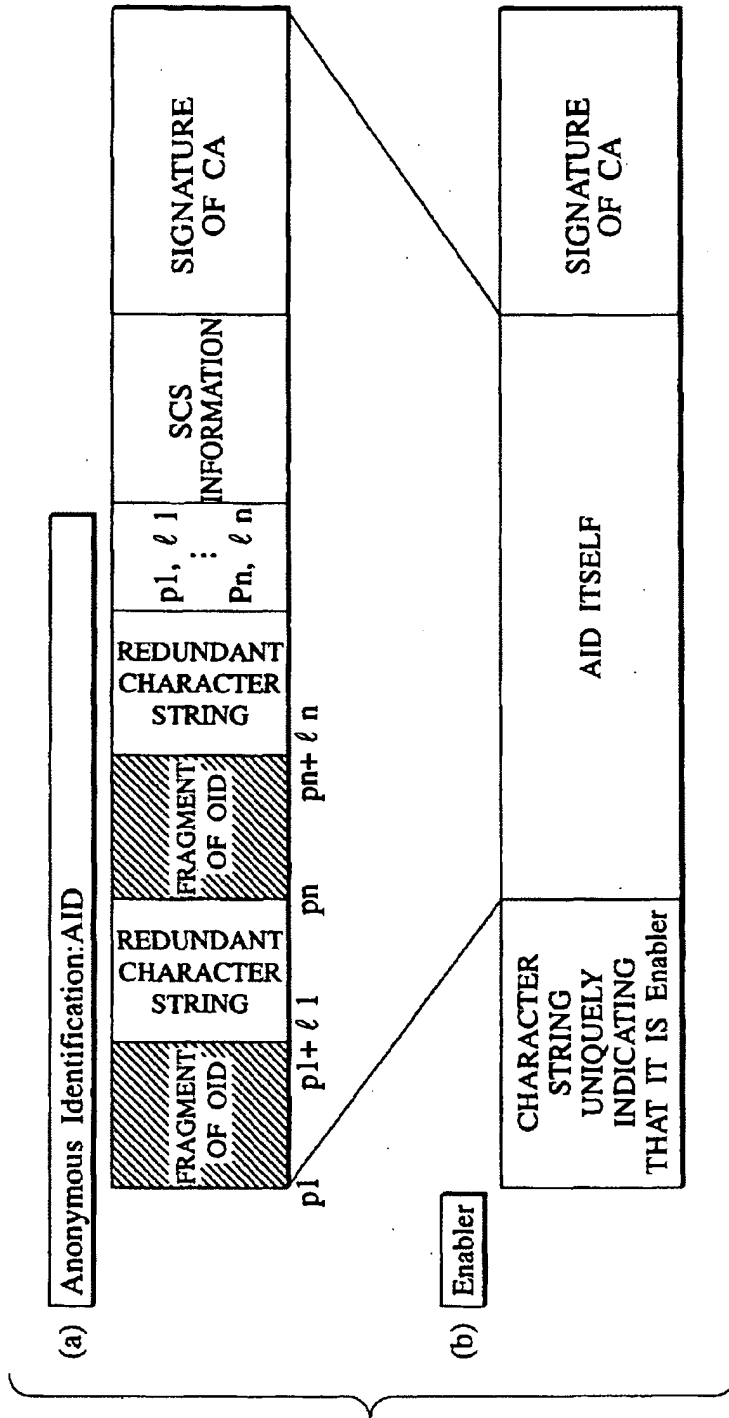 (a) Anonymous Identification:AID
FRAGMENT
OF OID
REDUNDANT
CHARACTER
STRING
FRAGMENT
OF OID
REDUNDANT
CHARACTER
STRING
p1, ℓ 1
⋮
Pn, ℓ n
SCS
INFORMATION
SIGNATURE
OF CA
p1
p1+ ℓ 1
pn
pn+ ℓ n
(b) Enabler
CHARACTER
STRING
UNIQUELY
INDICATING
THAT IT IS Enabler
AID ITSELF
SIGNATURE
OF CA